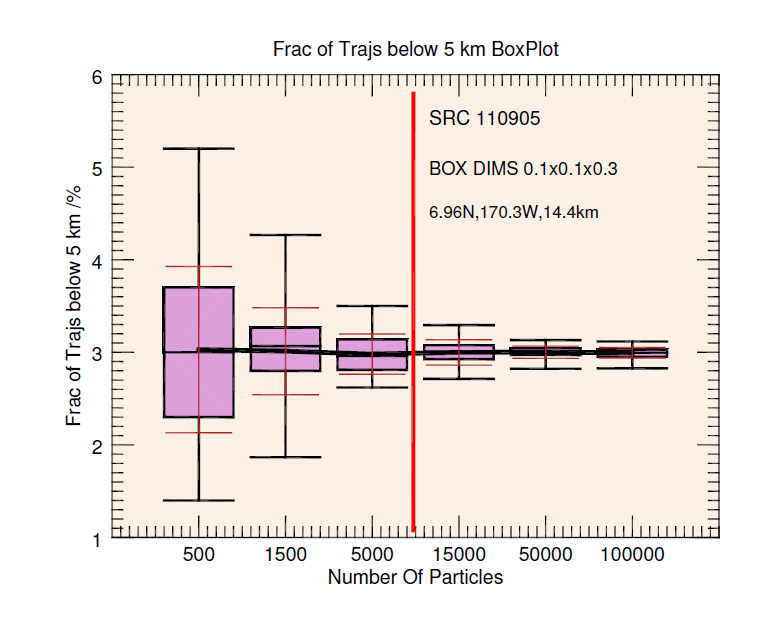 Frac of Trajs below 5 km BoxPlot
6
5
4
3
2
1
Frac of Trajs below 5 km /%
SRC 110905
BOX DIMS 0.1x0.1x0.3
6.96N,170.3W,14.4km
500 1500 5000 15000 50000 100000
Number Of Particles